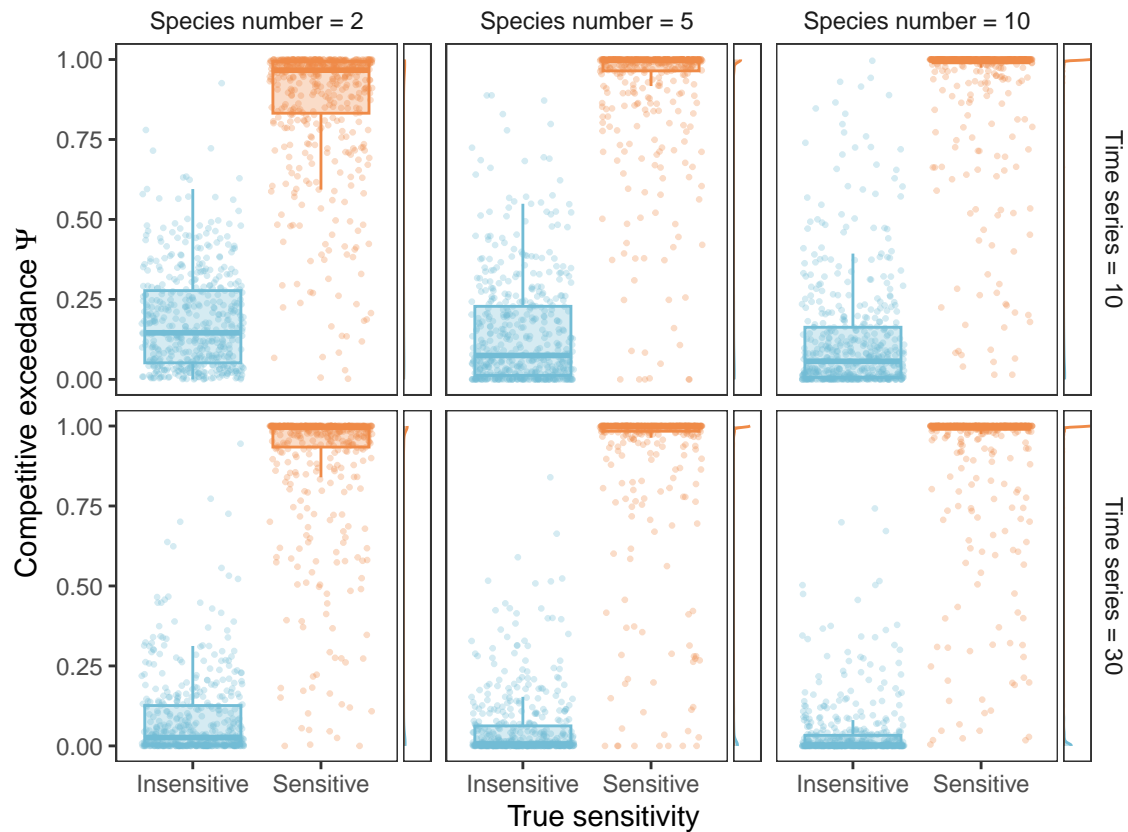 Species number = 2
Species number = 5
Species number = 10
Competitive exceedance Ψ
1.00
0.75
0.50
0.25
0.00
Time series = 10
1.00
0.75
0.50
0.25
0.00
Time series = 30
Insensitive
Sensitive
Insensitive
Sensitive
Insensitive
Sensitive
True sensitivity